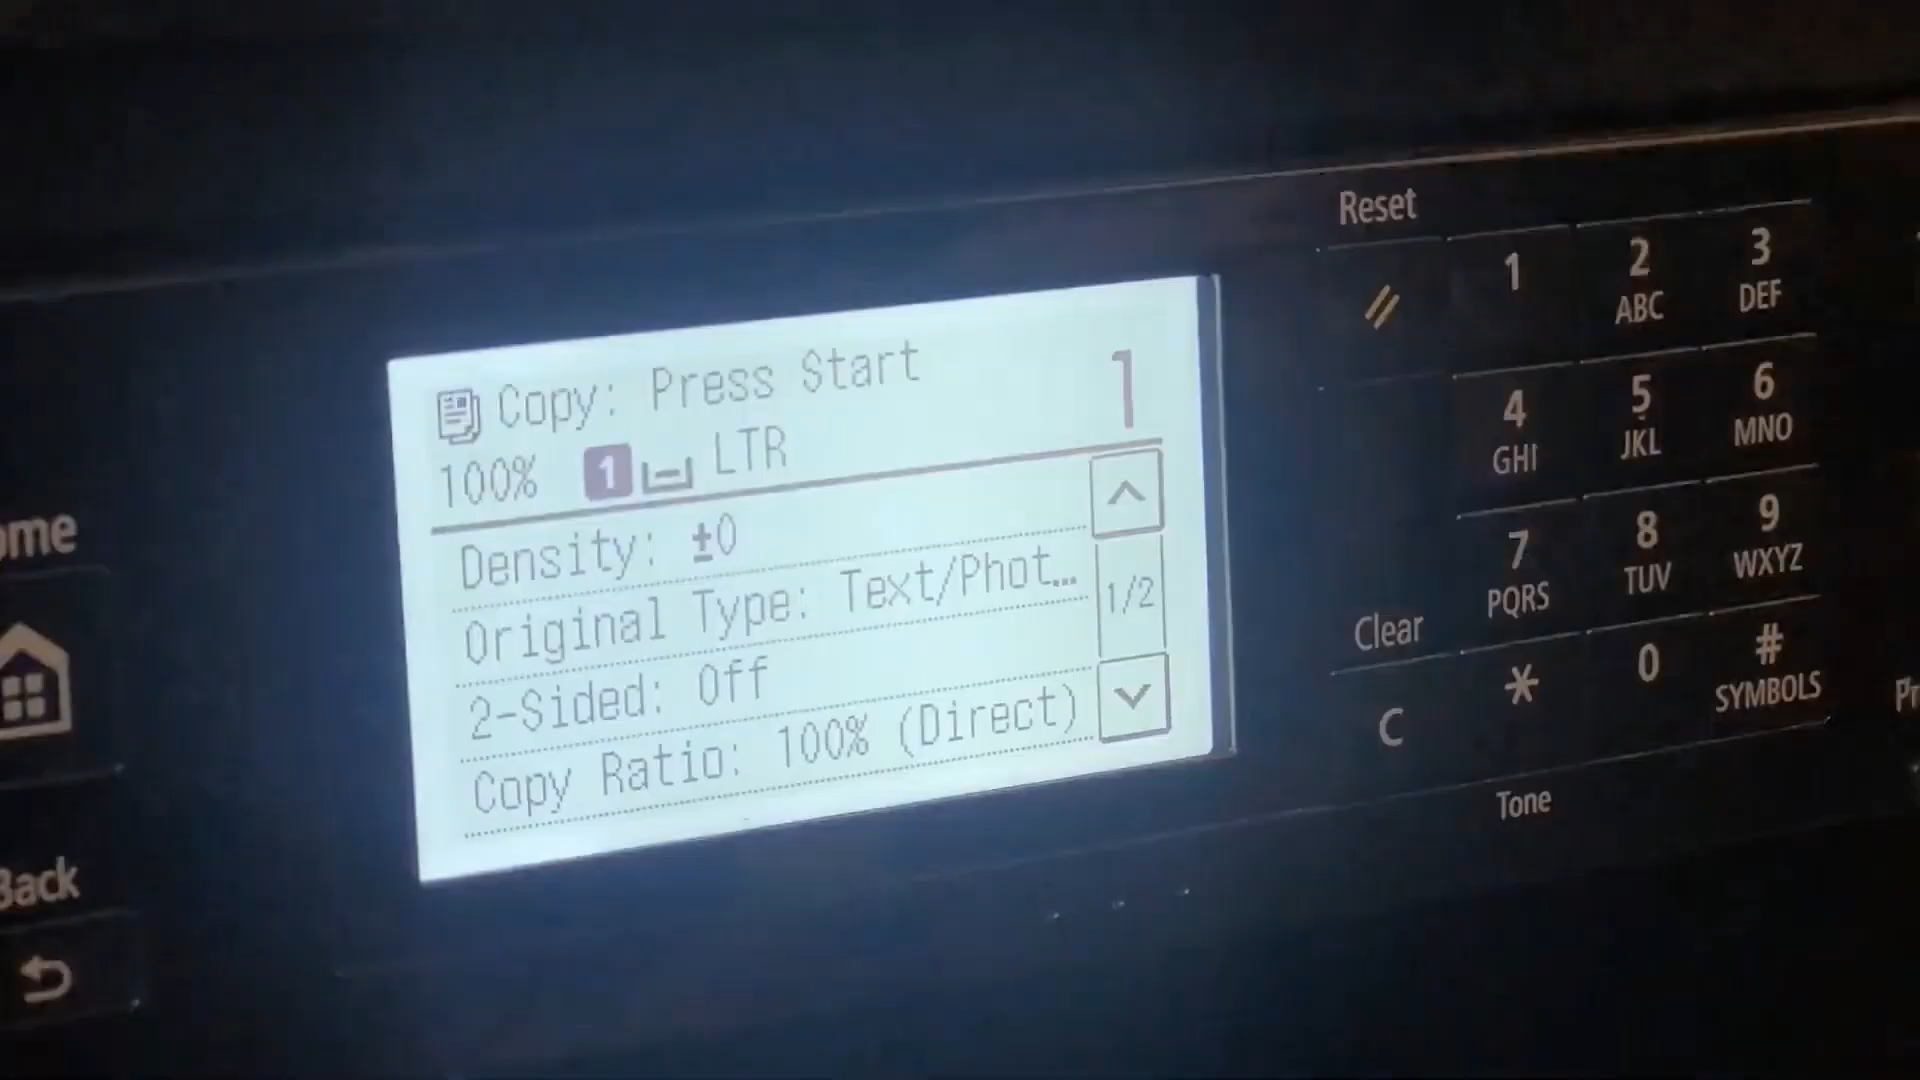 Copy: Press Start 1
100% 1 LTR
Density: ±0
Original Type: Text/Phot...
2-Sided: Off
Copy Ratio: 100% (Direct)
1/2
Back
Reset
1
2 ABC
3 DEF
4 GHI
5 JKL
6 MNO
7 PQRS
8 TUV
9 WXYZ
Clear
C
*
0
# SYMBOLS
Tone